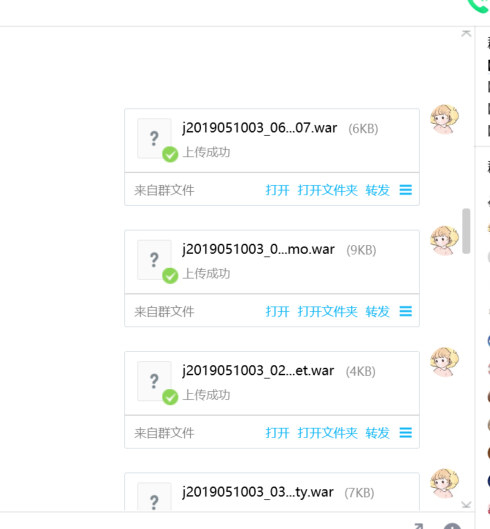 j2019051003_06...07.war (6KB)
上传成功
来自群文件 打开 打开文件夹 转发
j2019051003_0...mo.war (9KB)
上传成功
来自群文件 打开 打开文件夹 转发
j2019051003_02...et.war (4KB)
上传成功
来自群文件 打开 打开文件夹 转发
j2019051003_03...ty.war (7KB)